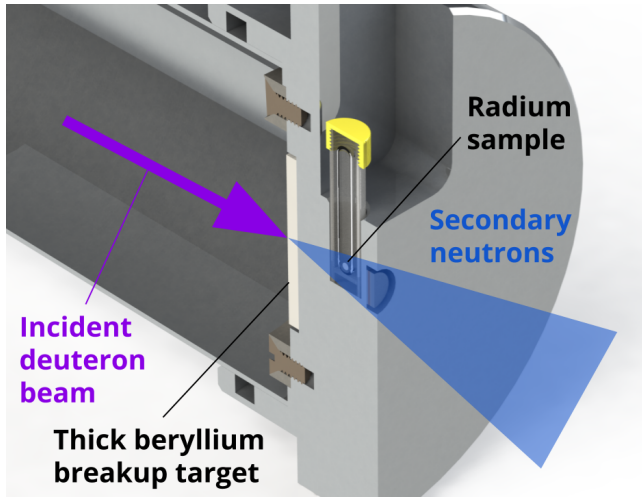 Radium
sample
Secondary
neutrons
Incident
deuteron
beam
Thick beryllium
breakup target